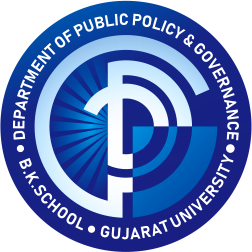 • DEPARTMENT OF PUBLIC POLICY & GOVERNANCE •
B.K.SCHOOL • GUJARAT UNIVERSITY